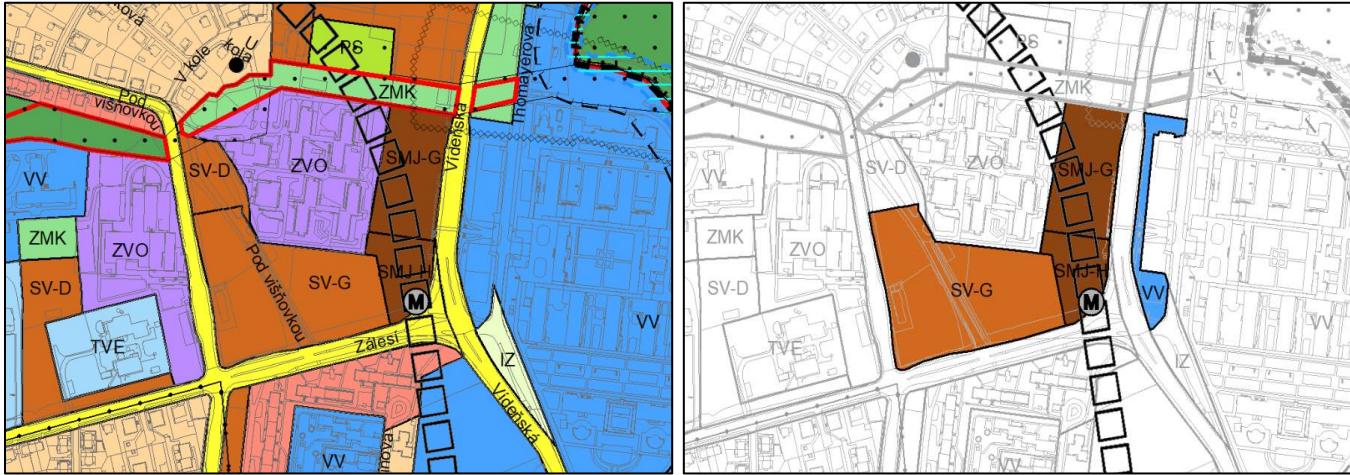 U
kola
V kole
Pod
višňovkou
PS
ZMK
Thomayerova
Vídeňská
SV-D
ZVO
SMJ-G
VV
ZMK
ZVO
SV-D
Pod višňovkou
SV-G
SMJ-H
M
VV
TVE
Zálesí
IZ
Vídeňská
VV
PS
ZMK
SV-D
ZVO
SMJ-G
VV
ZMK
ZVO
SV-D
SV-G
SMJ-H
M
VV
VV
TVE
IZ
VV